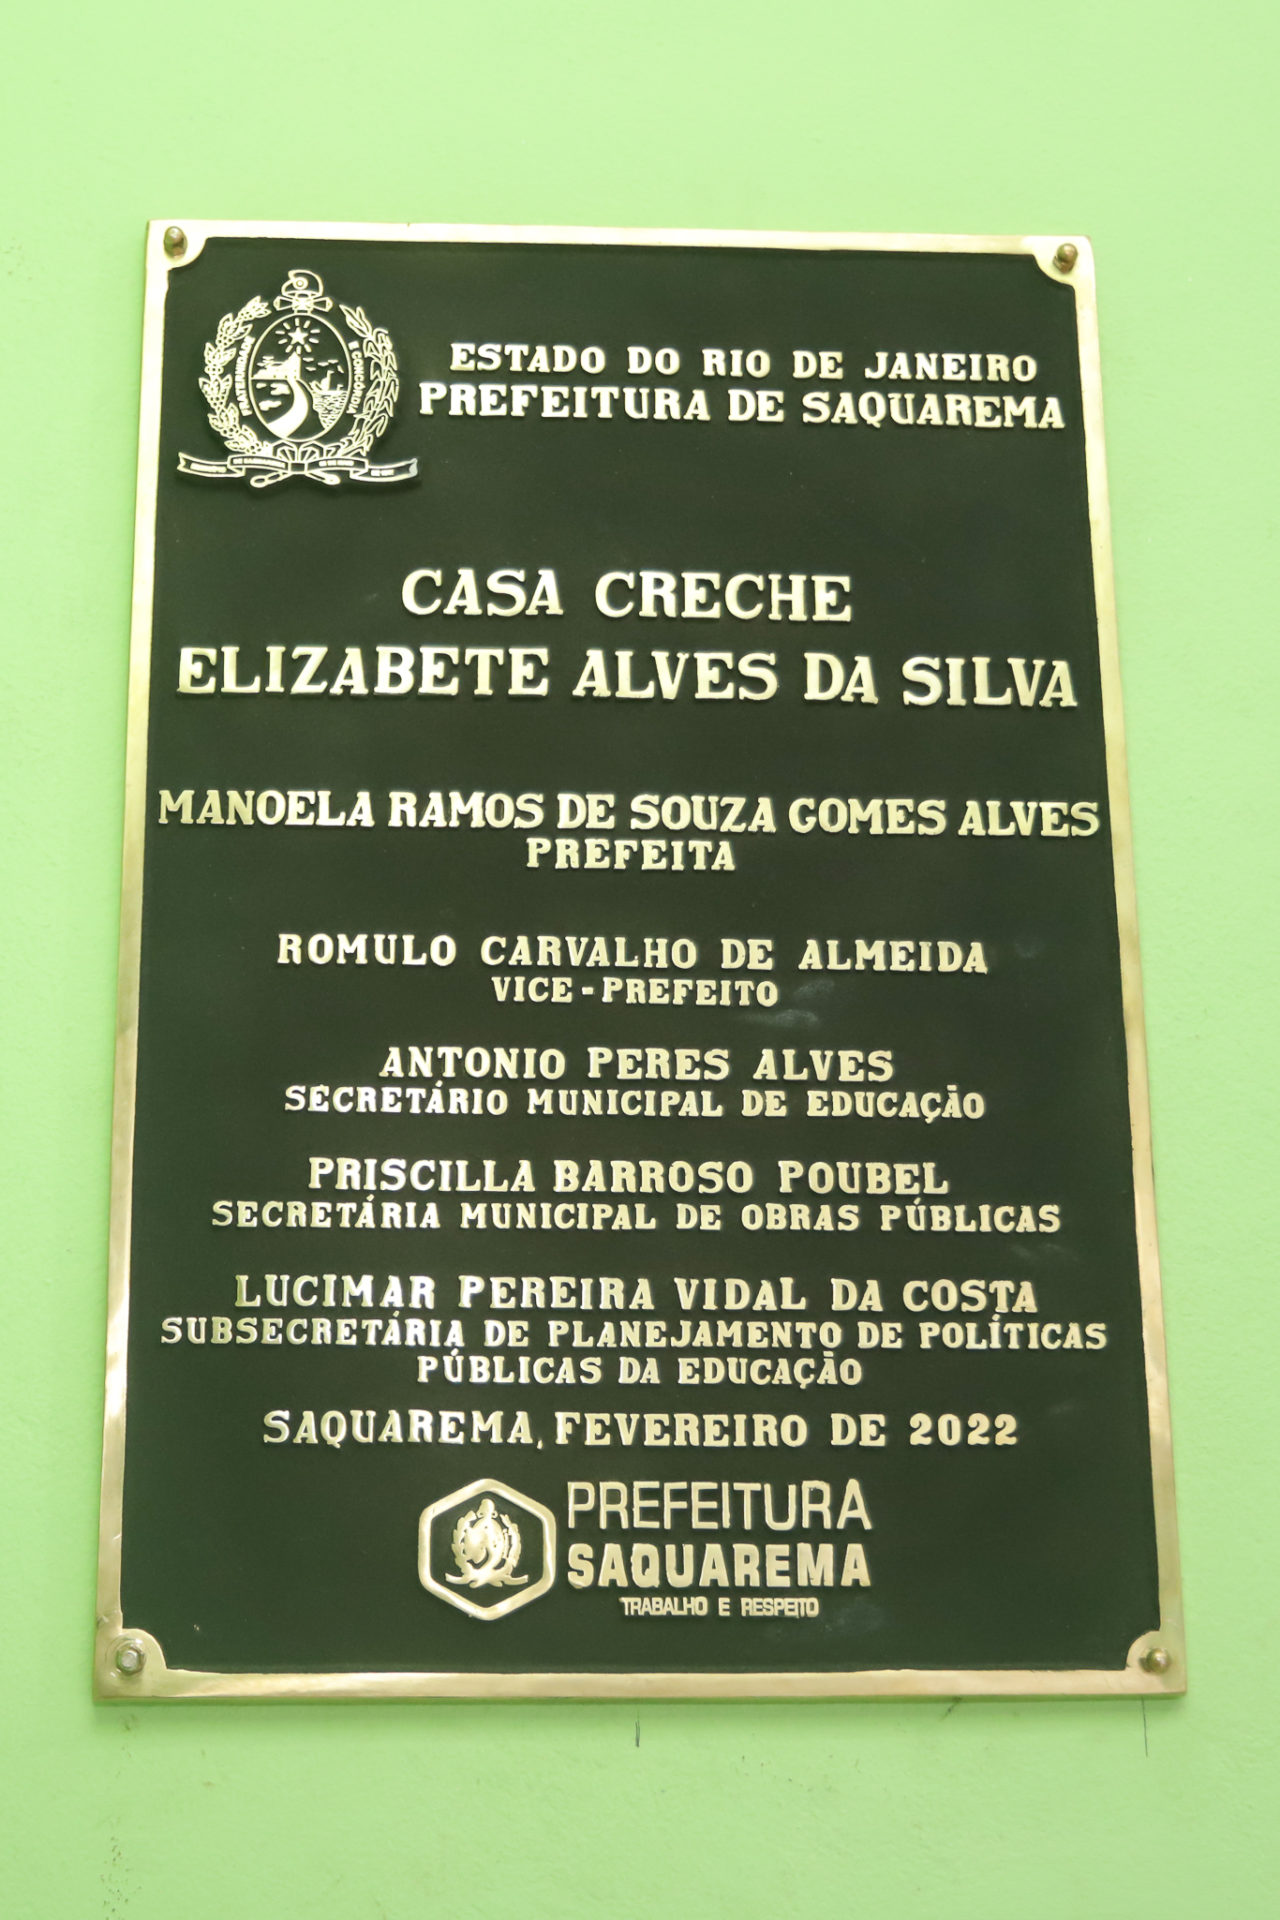 ESTADO DO RIO DE JANEIRO
PREFEITURA DE SAQUAREMA
FRATERNIDADE
E CONCORDIA
CASA CRECHE
ELIZABETE ALVES DA SILVA
MANOELA RAMOS DE SOUZA GOMES ALVES
PREFEITA
ROMULO CARVALHO DE ALMEIDA
VICE-PREFEITO
ANTONIO PERES ALVES
SECRETÁRIO MUNICIPAL DE EDUCAÇÃO
PRISCILLA BARROSO POUBEL
SECRETÁRIA MUNICIPAL DE OBRAS PÚBLICAS
LUCIMAR PEREIRA VIDAL DA COSTA
SUBSECRETÁRIA DE PLANEJAMENTO DE POLÍTICAS
PÚBLICAS DA EDUCAÇÃO
SAQUAREMA, FEVEREIRO DE 2022
PREFEITURA
SAQUAREMA
TRABALHO E RESPEITO